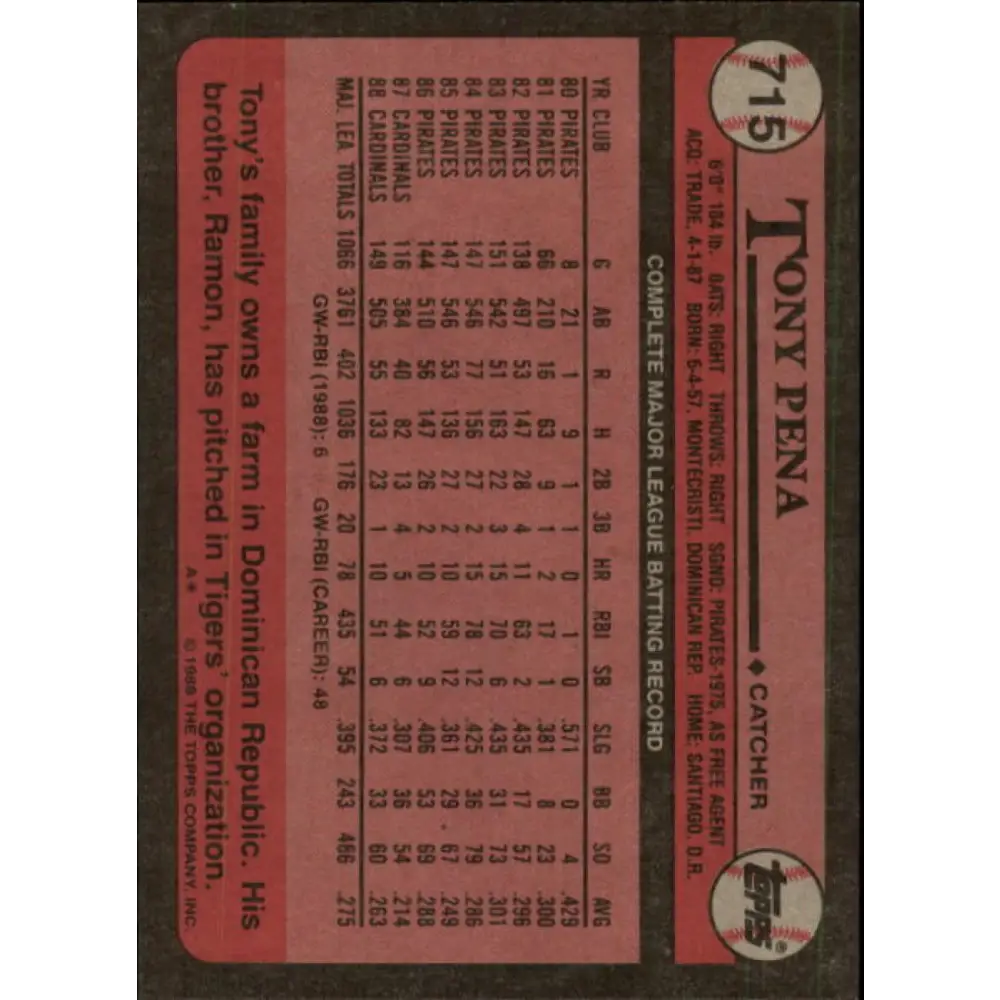 715
TONY PENA ♦ CATCHER
TOPPS®
6'0" 184 lb. BATS: RIGHT THROWS: RIGHT SGND: PIRATES-1975, AS FREE AGENT
ACQ: TRADE, 4-1-87 BORN: 6-4-57, MONTECRISTI, DOMINICAN REP. HOME: SANTIAGO, D.R.
COMPLETE MAJOR LEAGUE BATTING RECORD
YR CLUB G AB R H 2B 3B HR RBI SB SLG BB SO AVG
80 PIRATES 8 21 1 9 1 1 0 1 0 .571 0 4 .429
81 PIRATES 66 210 16 63 9 1 2 17 1 .381 8 23 .300
82 PIRATES 138 497 53 147 28 4 11 63 2 .435 17 57 .296
83 PIRATES 151 542 51 163 22 3 15 70 6 .435 31 73 .301
84 PIRATES 147 546 77 156 27 2 15 78 12 .425 36 79 .286
85 PIRATES 147 546 53 136 27 2 10 59 12 .361 29 67 .249
86 PIRATES 144 510 56 147 26 2 10 52 9 .406 53 69 .288
87 CARDINALS 116 384 40 82 13 4 5 44 6 .307 36 54 .214
88 CARDINALS 149 505 55 133 23 1 10 51 6 .372 33 60 .263
MAJ. LEA TOTALS 1066 3761 402 1036 176 20 78 435 54 .395 243 486 .275
GW-RBI (1988): 6 GW-RBI (CAREER): 48
Tony's family owns a farm in Dominican Republic. His
brother, Ramon, has pitched in Tigers' organization.
A* © 1989 THE TOPPS COMPANY, INC.